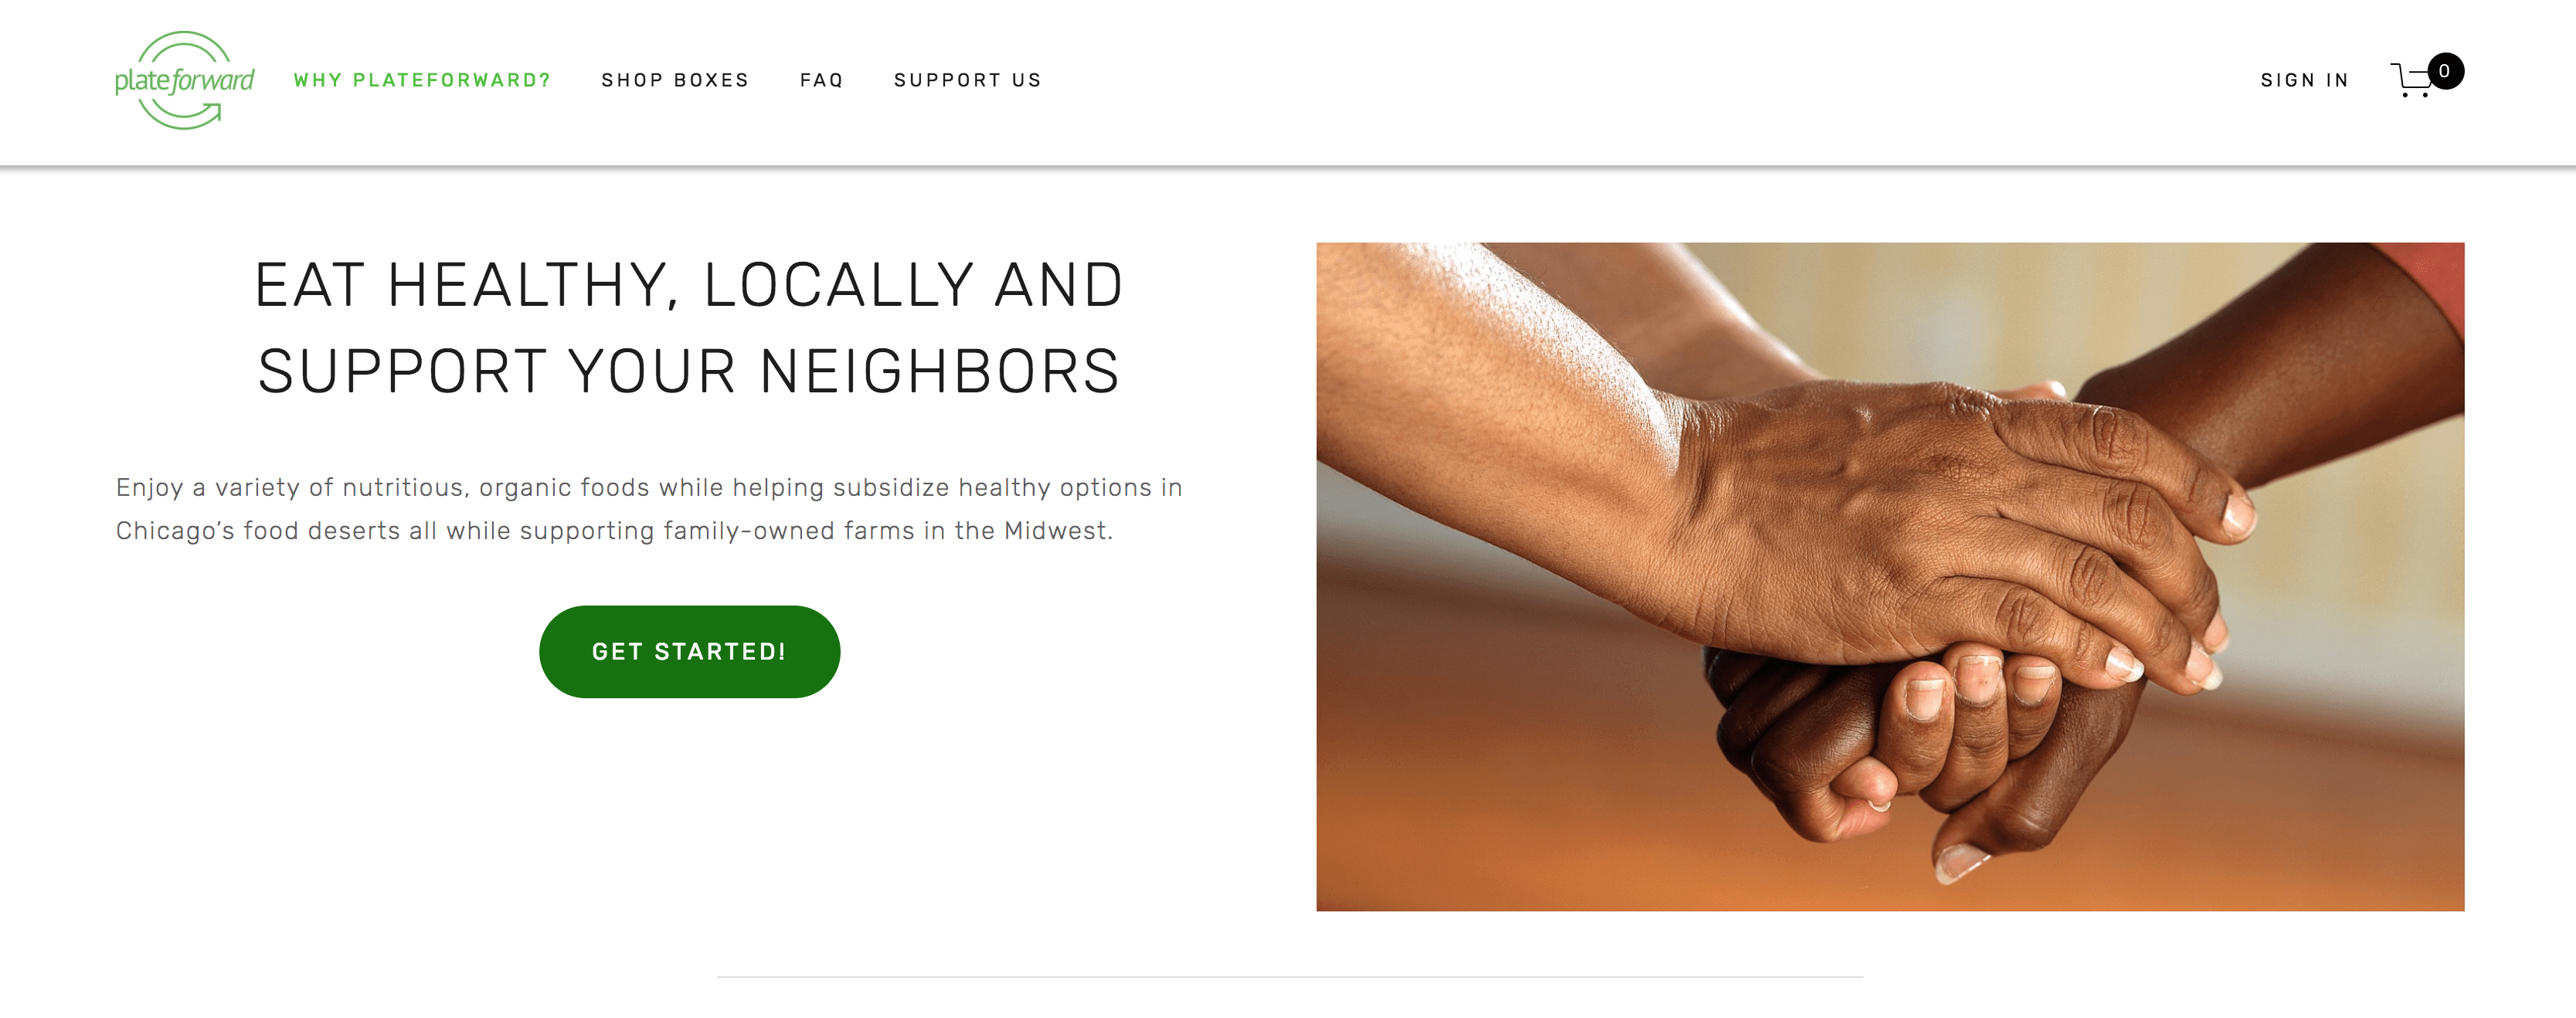 plateforward
WHY PLATEFORWARD?
SHOP BOXES
FAQ
SUPPORT US
SIGN IN
0
EAT HEALTHY, LOCALLY AND
SUPPORT YOUR NEIGHBORS
Enjoy a variety of nutritious, organic foods while helping subsidize healthy options in
Chicago’s food deserts all while supporting family-owned farms in the Midwest.
GET STARTED!